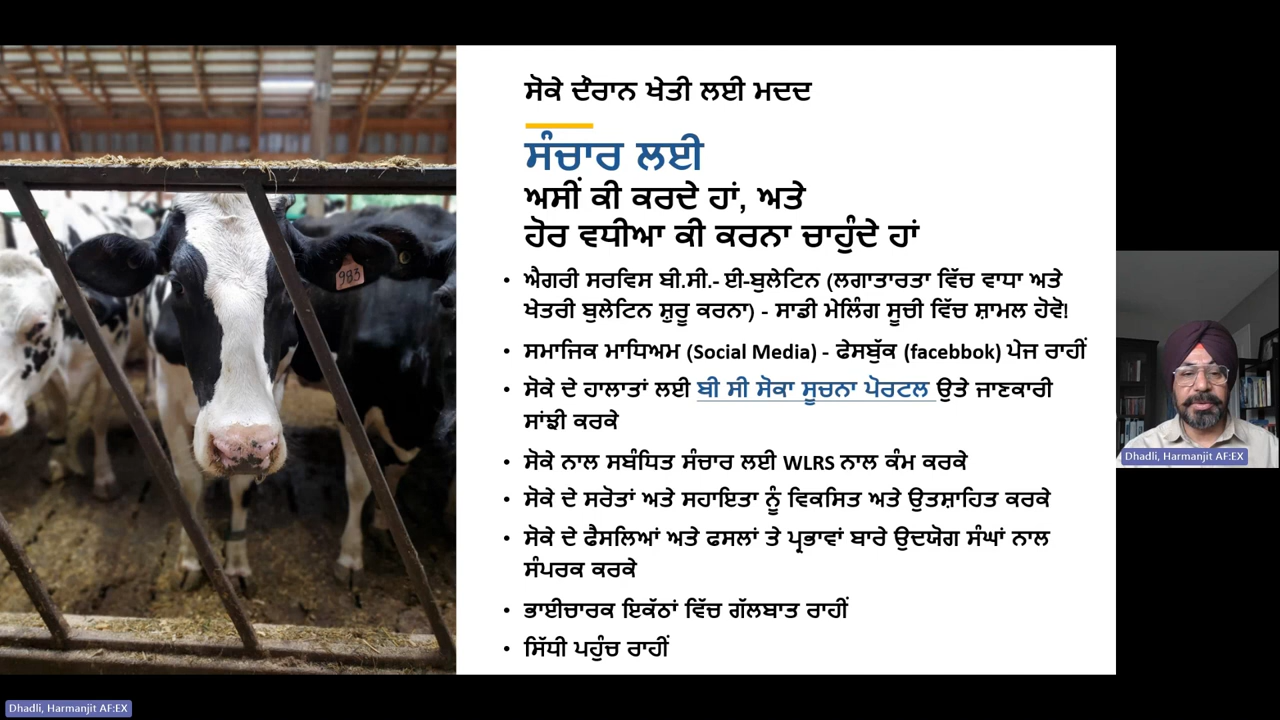 ਸੋਕੇ ਦੌਰਾਨ ਖੇਤੀ ਲਈ ਮਦਦ
ਸੰਚਾਰ ਲਈ
ਅਸੀਂ ਕੀ ਕਰਦੇ ਹਾਂ, ਅਤੇ
ਹੋਰ ਵਧੀਆ ਕੀ ਕਰਨਾ ਚਾਹੁੰਦੇ ਹਾਂ
• ਐਗਰੀ ਸਰਵਿਸ ਬੀ.ਸੀ.- ਈ-ਬੁਲੇਟਿਨ (ਲਗਾਤਾਰਤਾ ਵਿੱਚ ਵਾਧਾ ਅਤੇ
ਖੇਤਰੀ ਬੁਲੇਟਿਨ ਸ਼ੁਰੂ ਕਰਨਾ) - ਸਾਡੀ ਮੇਲਿੰਗ ਸੂਚੀ ਵਿੱਚ ਸ਼ਾਮਲ ਹੋਵੋ!
• ਸਮਾਜਿਕ ਮਾਧਿਅਮ (Social Media) - ਫੇਸਬੁੱਕ (facebbok) ਪੇਜ ਰਾਹੀਂ
• ਸੋਕੇ ਦੇ ਹਾਲਾਤਾਂ ਲਈ ਬੀ ਸੀ ਸੋਕਾ ਸੂਚਨਾ ਪੋਰਟਲ ਉਤੇ ਜਾਣਕਾਰੀ
ਸਾਂਝੀ ਕਰਕੇ
• ਸੋਕੇ ਨਾਲ ਸਬੰਧਿਤ ਸੰਚਾਰ ਲਈ WLRS ਨਾਲ ਕੰਮ ਕਰਕੇ
• ਸੋਕੇ ਦੇ ਸਰੋਤਾਂ ਅਤੇ ਸਹਾਇਤਾ ਨੂੰ ਵਿਕਸਿਤ ਅਤੇ ਉਤਸ਼ਾਹਿਤ ਕਰਕੇ
• ਸੋਕੇ ਦੇ ਫੈਸਲਿਆਂ ਅਤੇ ਫਸਲਾਂ ਤੇ ਪ੍ਰਭਾਵਾਂ ਬਾਰੇ ਉਦਯੋਗ ਸੰਘਾਂ ਨਾਲ
ਸੰਪਰਕ ਕਰਕੇ
• ਭਾਈਚਾਰਕ ਇਕੱਠਾਂ ਵਿੱਚ ਗੱਲਬਾਤ ਰਾਹੀਂ
• ਸਿੱਧੀ ਪਹੁੰਚ ਰਾਹੀਂ
985
Dhadli, Harmanjit AF:EX
Dhadli, Harmanjit AF:EX